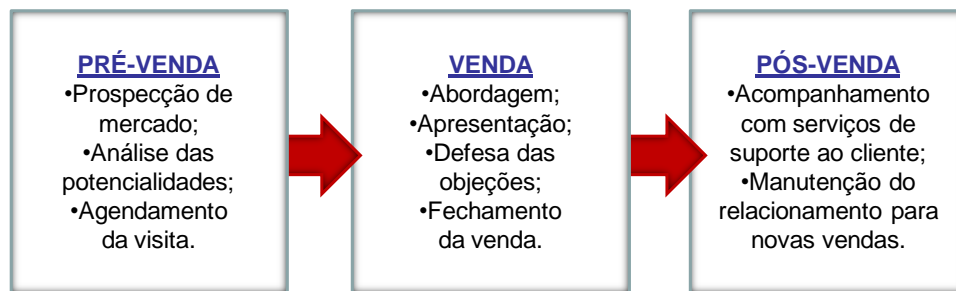 PRÉ-VENDA
•Prospecção de
mercado;
•Análise das
potencialidades;
•Agendamento
da visita.
VENDA
•Abordagem;
•Apresentação;
•Defesa das
objeções;
•Fechamento
da venda.
PÓS-VENDA
•Acompanhamento
com serviços de
suporte ao cliente;
•Manutenção do
relacionamento para
novas vendas.